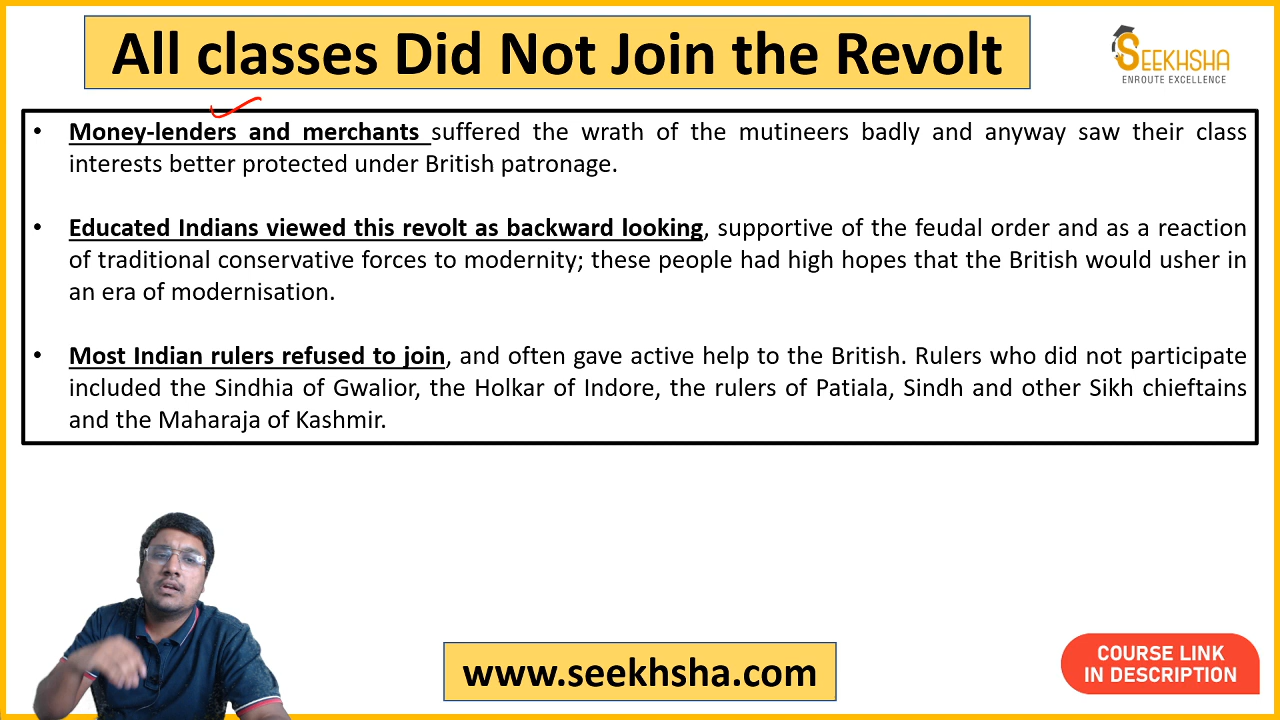 All classes Did Not Join the Revolt
SEEKHSHA
ENROUTE EXCELLENCE
• Money-lenders and merchants suffered the wrath of the mutineers badly and anyway saw their class
interests better protected under British patronage.
• Educated Indians viewed this revolt as backward looking, supportive of the feudal order and as a reaction
of traditional conservative forces to modernity; these people had high hopes that the British would usher in
an era of modernisation.
• Most Indian rulers refused to join, and often gave active help to the British. Rulers who did not participate
included the Sindhia of Gwalior, the Holkar of Indore, the rulers of Patiala, Sindh and other Sikh chieftains
and the Maharaja of Kashmir.
www.seekhsha.com
COURSE LINK
IN DESCRIPTION